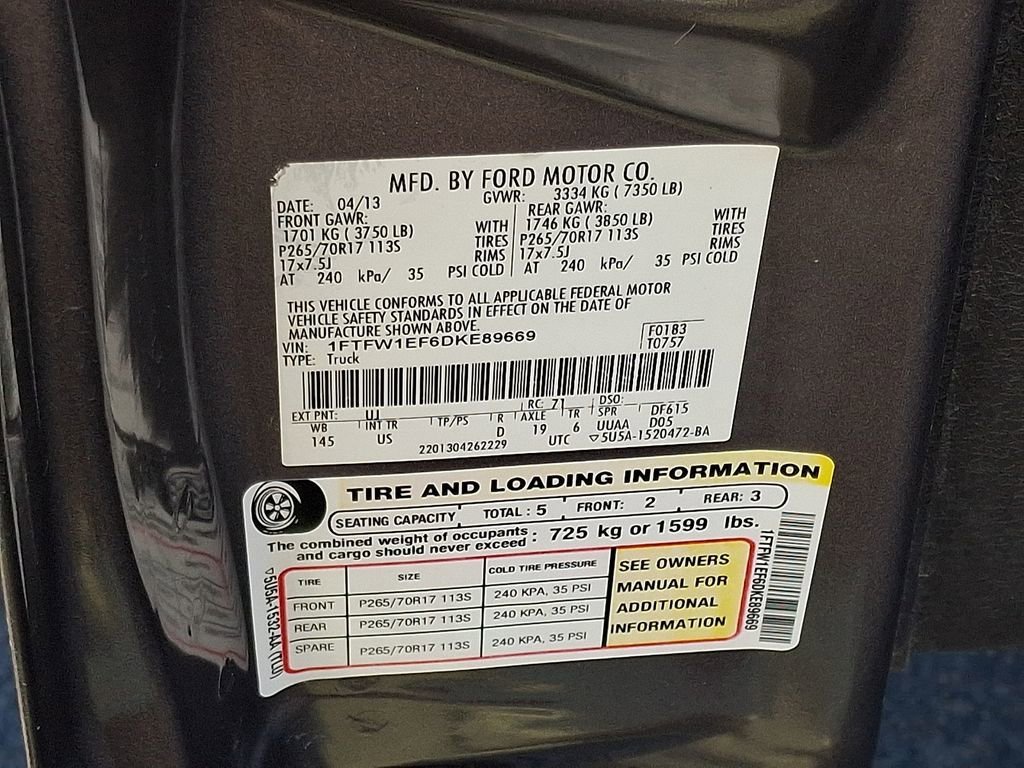 MFD. BY FORD MOTOR CO.
DATE: 04/13 GVWR: 3334 KG ( 7350 LB)
FRONT GAWR: REAR GAWR:
1701 KG ( 3750 LB) WITH 1746 KG ( 3850 LB) WITH
P265/70R17 113S TIRES P265/70R17 113S TIRES
17x7.5J RIMS 17x7.5J RIMS
AT 240 kPa/ 35 PSI COLD AT 240 kPa/ 35 PSI COLD
THIS VEHICLE CONFORMS TO ALL APPLICABLE FEDERAL MOTOR
VEHICLE SAFETY STANDARDS IN EFFECT ON THE DATE OF
MANUFACTURE SHOWN ABOVE.
VIN: 1FTFW1EF6DKE89669 F0183
TYPE: Truck T0757
EXT PNT: UJ RC: 71 DSO:
WB INT TR TP/PS R AXLE TR SPR DF615
145 US D 19 6 UUAA D05
2201304262229 UTC ▽5U5A-1520472-BA
TIRE AND LOADING INFORMATION
SEATING CAPACITY TOTAL : 5 FRONT: 2 REAR: 3
The combined weight of occupants : 725 kg or 1599 lbs.
and cargo should never exceed
TIRE SIZE COLD TIRE PRESSURE
FRONT P265/70R17 113S 240 KPA, 35 PSI
REAR P265/70R17 113S 240 KPA, 35 PSI
SPARE P265/70R17 113S 240 KPA, 35 PSI
SEE OWNERS
MANUAL FOR
ADDITIONAL
INFORMATION
1FTFW1EF6DKE89669
▽5U5A-1532-AA (TLU)